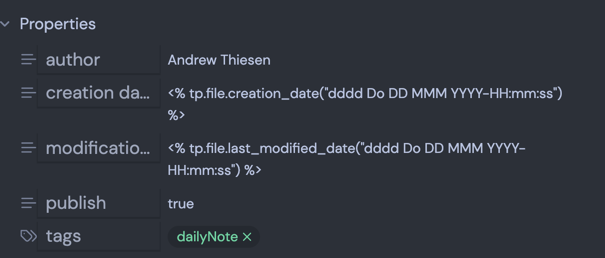 Properties
author Andrew Thiesen
creation da... <% tp.file.creation_date("dddd Do DD MMM YYYY-HH:mm:ss")
%>
modificatio... <% tp.file.last_modified_date("dddd Do DD MMM YYYY-
HH:mm:ss") %>
publish true
tags dailyNote ×